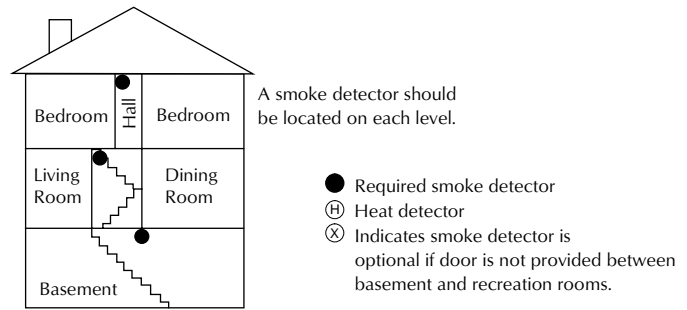 Bedroom
Hall
Bedroom
A smoke detector should
be located on each level.
Living
Room
Dining
Room
Basement
Required smoke detector
H Heat detector
X Indicates smoke detector is
optional if door is not provided between
basement and recreation rooms.